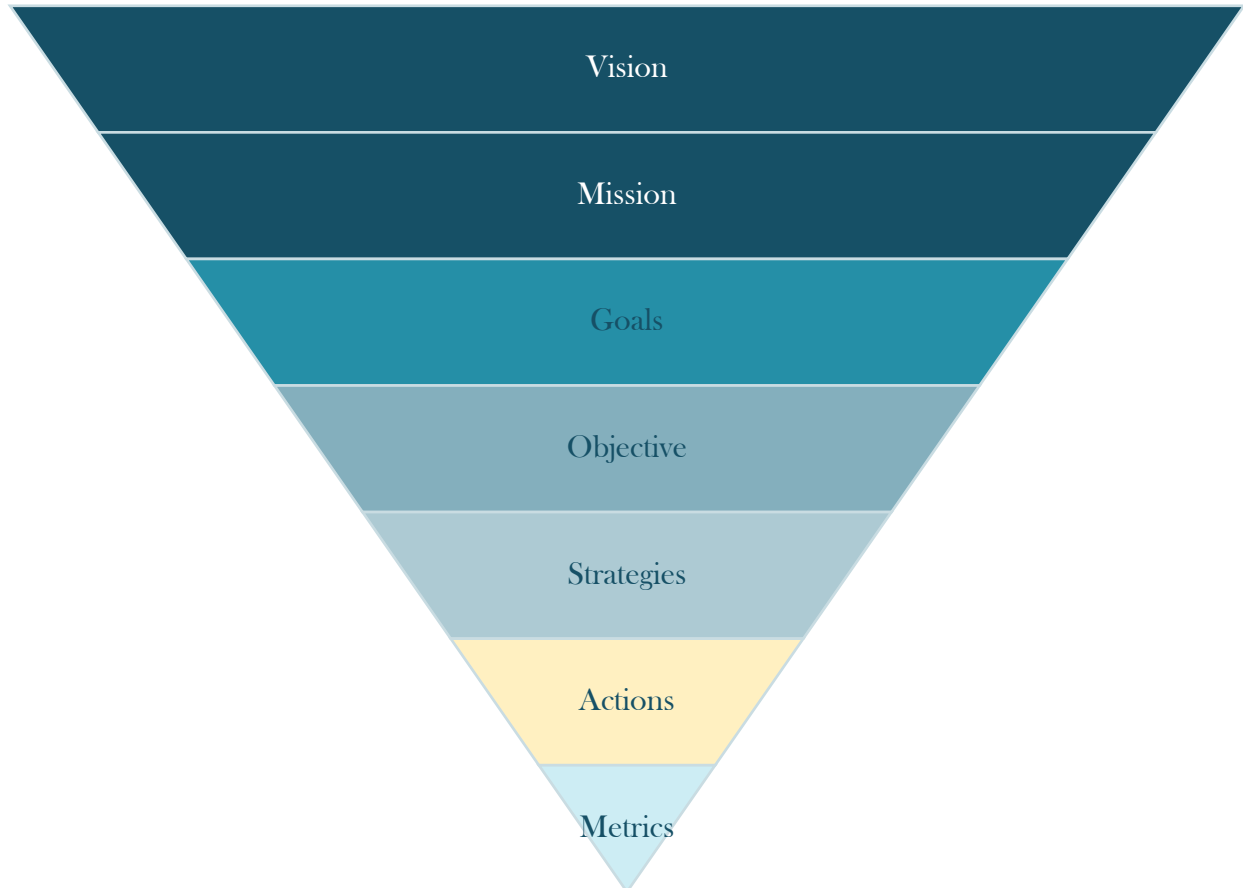 Vision
Mission
Goals
Objective
Strategies
Actions
Metrics